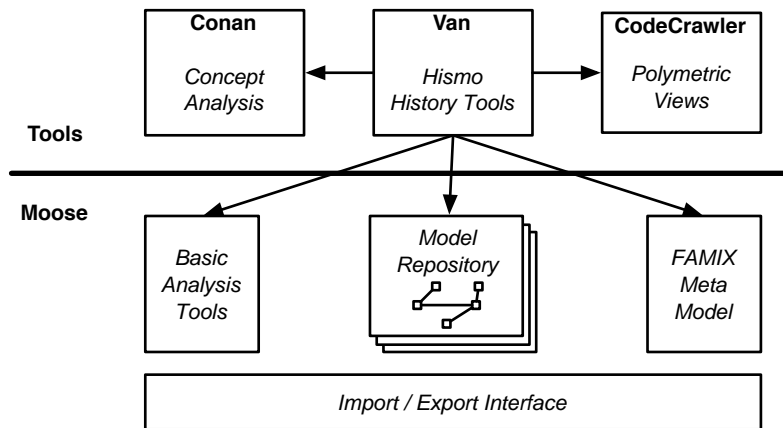 Conan
Concept
Analysis
Van
Hismo
History Tools
CodeCrawler
Polymetric
Views
Tools
Moose
Basic
Analysis
Tools
Model
Repository
FAMIX
Meta
Model
Import / Export Interface